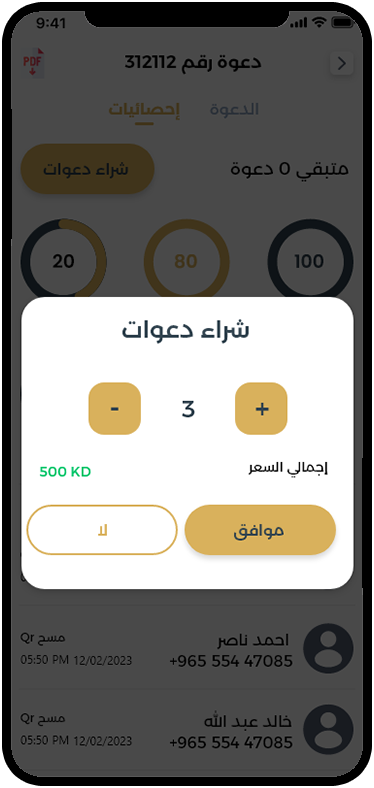 9:41
PDF
دعوة رقم 312112
الدعوة
إحصاليات
متبقي 0 دعوة
شراء دعوات
100
80
20
شراء دعوات
+
3
-
إجمالي السعر
500 KD
موافق
لا
احمد ناصر
+965 554 47085
مسح Qr
05:50 PM 12/02/2023
خالد عبد الله
+965 554 47085
مسح Qr
05:50 PM 12/02/2023